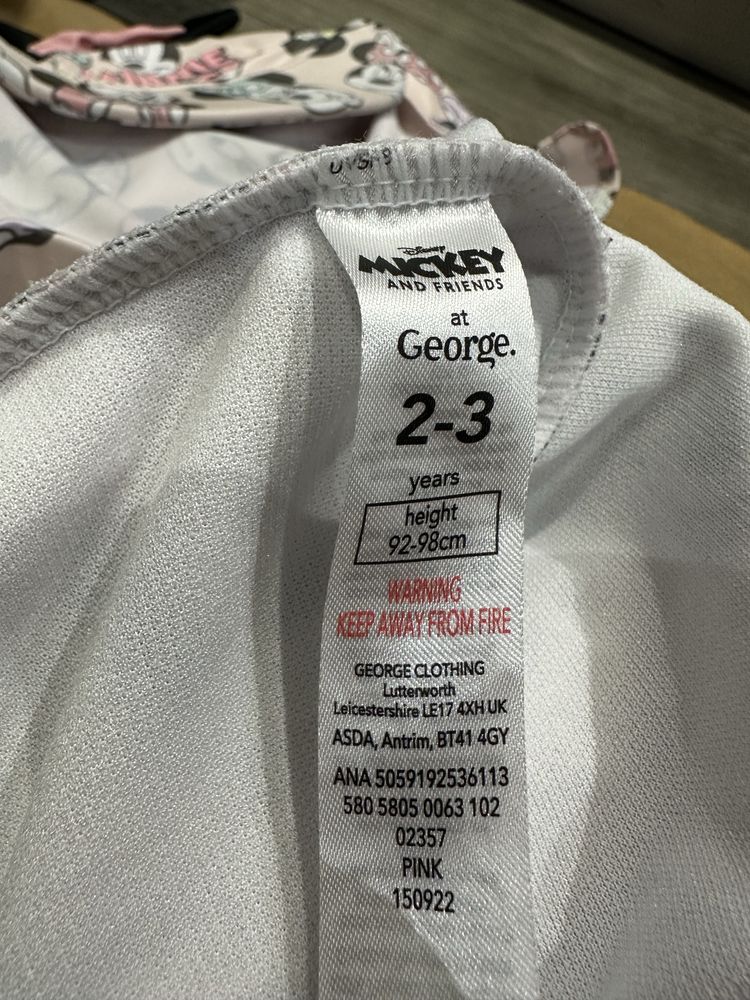 MINNIE
Disney
MICKEY
AND FRIENDS
at
George.
2-3
years
height
92-98cm
WARNING
KEEP AWAY FROM FIRE
GEORGE CLOTHING
Lutterworth
Leicestershire LE17 4XH UK
ASDA, Antrim, BT41 4GY
ANA 5059192536113
580 5805 0063 102
02357
PINK
150922